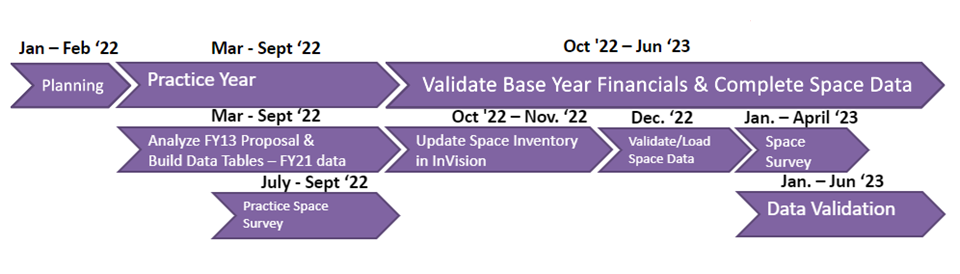 Jan – Feb ‘22
Mar - Sept ‘22
Oct '22 – Jun ‘23
Planning
Practice Year
Validate Base Year Financials & Complete Space Data
Mar - Sept ‘22
Oct '22 – Nov. ‘22
Dec. ‘22
Jan. – April ‘23
Analyze FY13 Proposal &
Build Data Tables – FY21 data
Update Space Inventory
in InVision
Validate/Load
Space Data
Space
Survey
July - Sept ‘22
Jan. – Jun ‘23
Practice Space
Survey
Data Validation